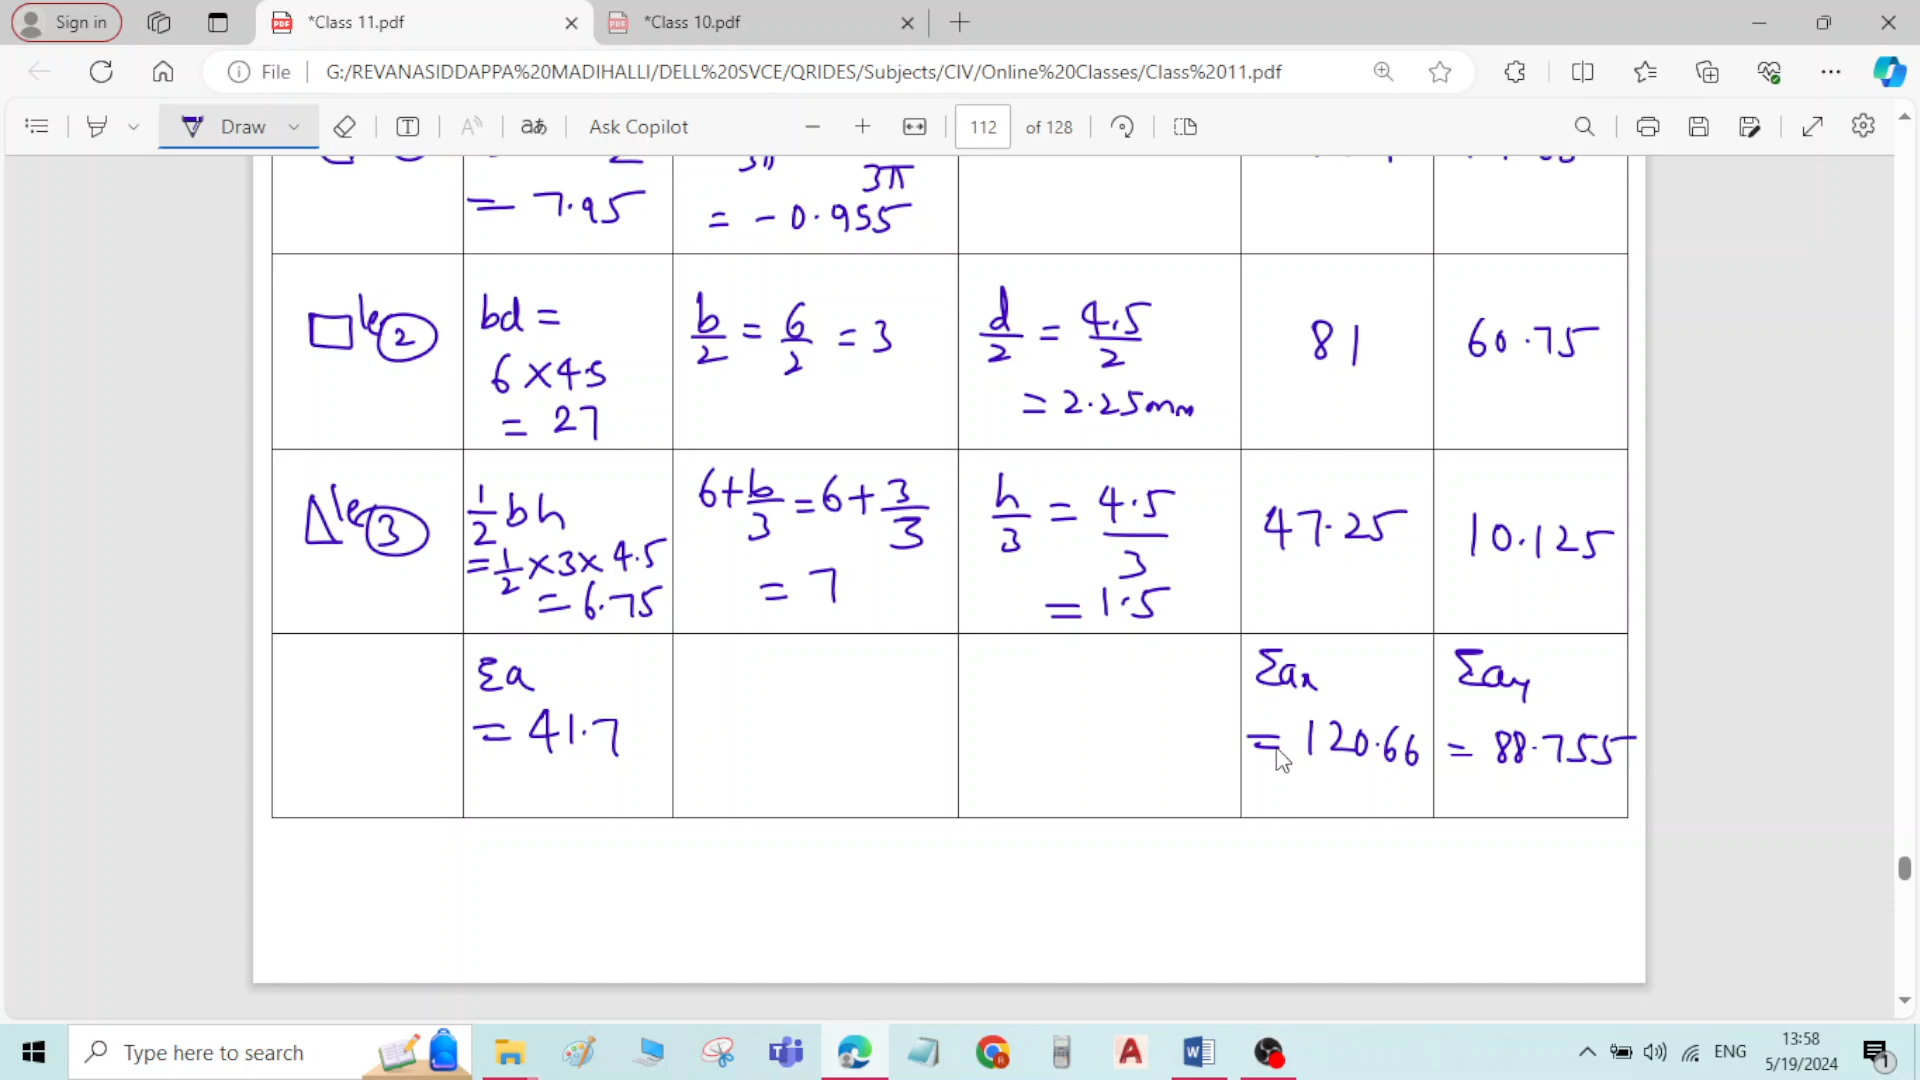 Sign in
*Class 11.pdf
*Class 10.pdf
File
G:/REVANASIDDAPPA%20MADIHALLI/DELL%20SVCE/QRIDES/Subjects/CIV/Online%20Classes/Class%2011.pdf
Draw
Ask Copilot
112 of 128
3π
= 7.95
= -0.955
le 2
bd =
6 × 4.5
= 27
b/2 = 6/2 = 3
d/2 = 4.5/2
= 2.25mm
81
60.75
le 3
1/2 bh
= 1/2 × 3 × 4.5
= 6.75
6+b/3 = 6+3/3
= 7
h/3 = 4.5/3
= 1.5
47.25
10.125
Σa
= 41.7
Σax
= 120.66
Σay
= 88.755
Type here to search
ENG
13:58
5/19/2024
1